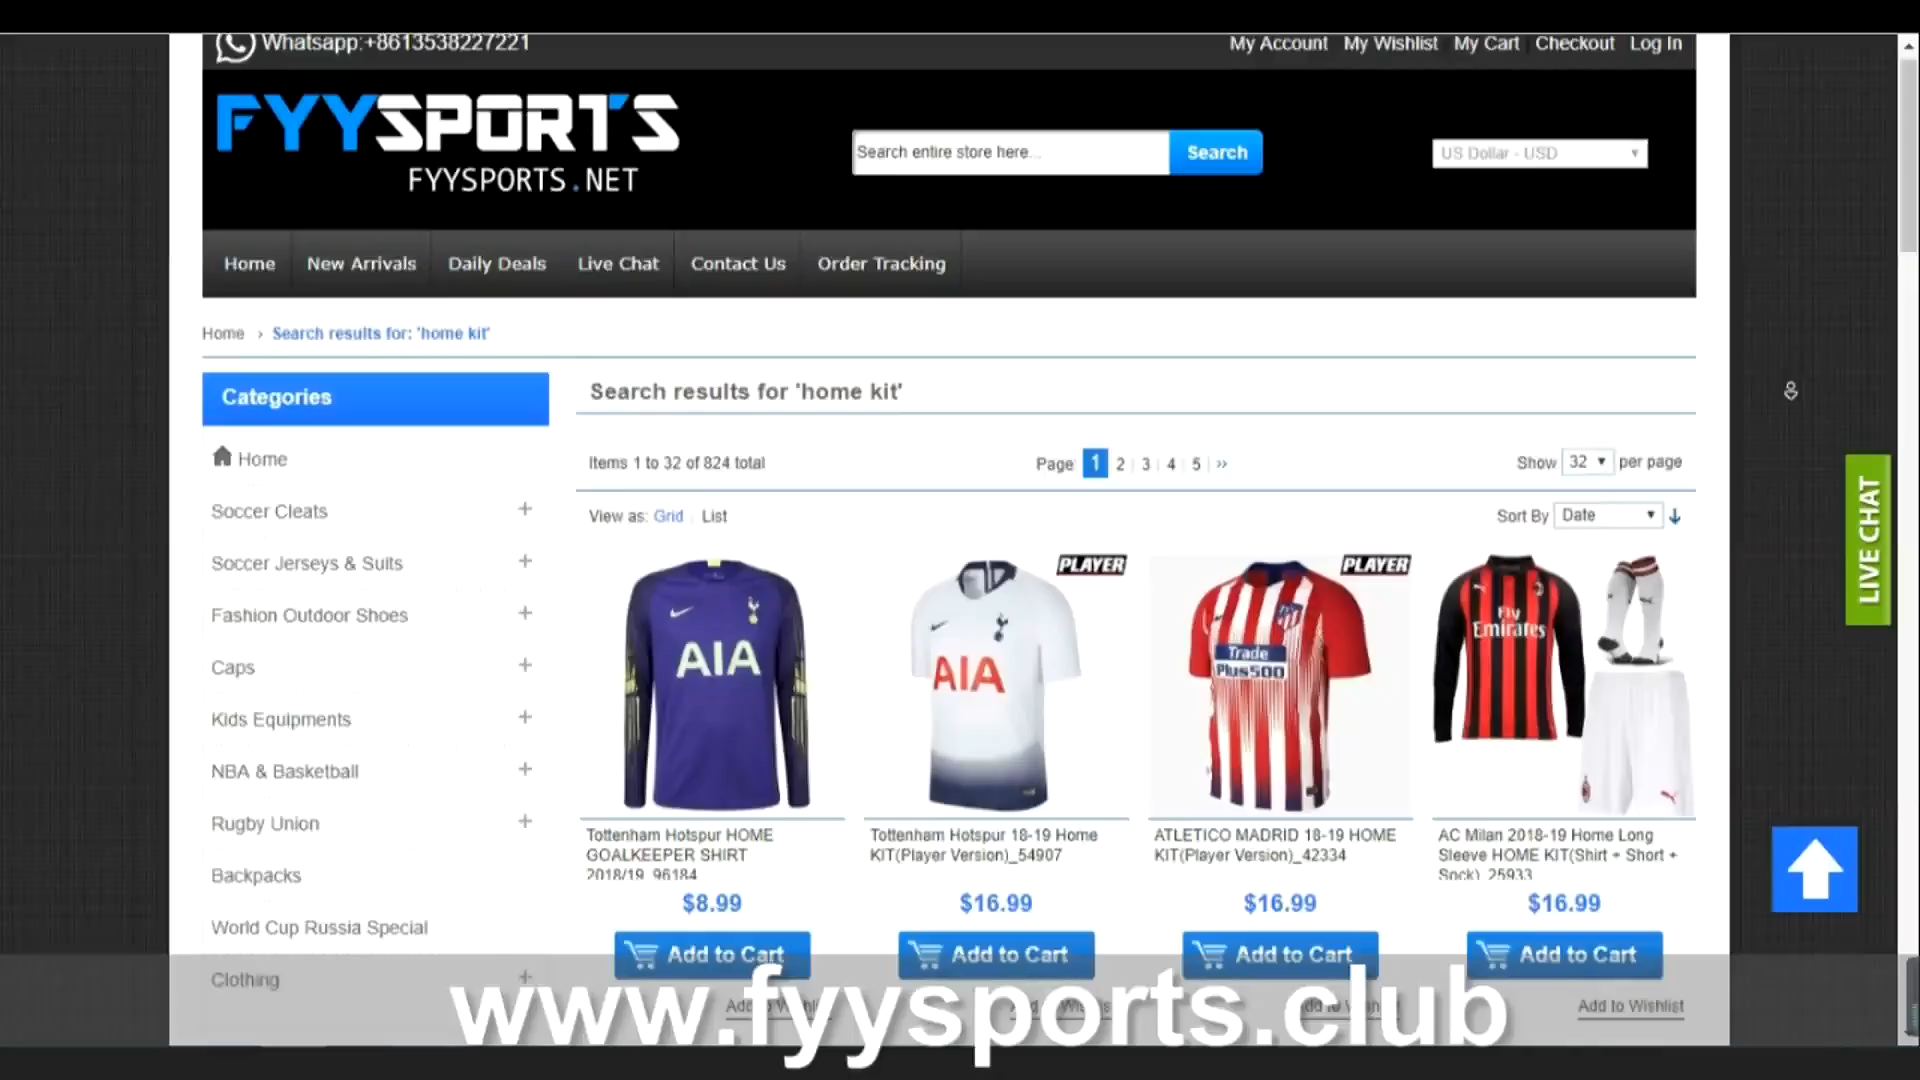 Whatsapp:+8613538227221
My Account My Wishlist My Cart Checkout Log In
FYYSPORTS
FYYSPORTS.NET
Search entire store here...
Search
US Dollar - USD
Home New Arrivals Daily Deals Live Chat Contact Us Order Tracking
Home › Search results for: 'home kit'
Categories
Home
Soccer Cleats +
Soccer Jerseys & Suits +
Fashion Outdoor Shoes +
Caps +
Kids Equipments +
NBA & Basketball +
Rugby Union +
Backpacks
World Cup Russia Special
Clothing +
Search results for 'home kit'
Items 1 to 32 of 824 total
Page 1 2 3 4 5 »
Show 32 per page
View as: Grid List
Sort By Date
LIVE CHAT
AIA
PLAYER
AIA
PLAYER
Trade
Plus500
Fly
Emirates
Tottenham Hotspur HOME
GOALKEEPER SHIRT
2018/19_96184
$8.99
Add to Cart
Tottenham Hotspur 18-19 Home
KIT(Player Version)_54907
$16.99
Add to Cart
ATLETICO MADRID 18-19 HOME
KIT(Player Version)_42334
$16.99
Add to Cart
AC Milan 2018-19 Home Long
Sleeve HOME KIT(Shirt + Short +
Sock)_25933
$16.99
Add to Cart
Add to Wishlist
www.fyysports.club